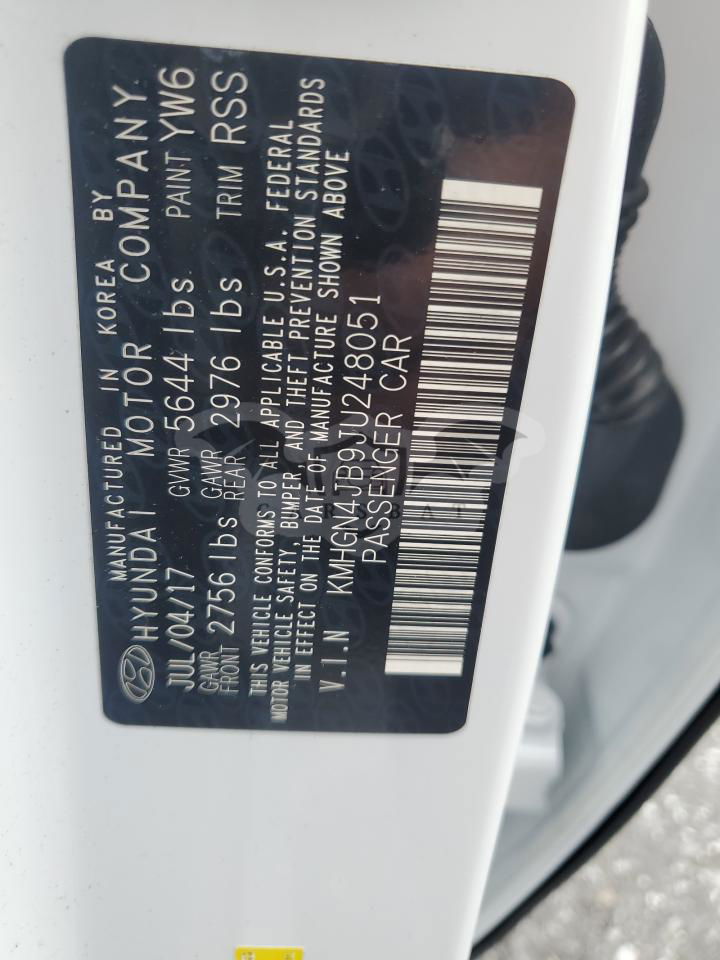 MANUFACTURED IN KOREA BY
HYUNDAI MOTOR COMPANY
JUL/04/17 GVWR 5644 lbs PAINT YW6
GAWR FRONT 2756 lbs GAWR REAR 2976 lbs TRIM RSS
THIS VEHICLE CONFORMS TO ALL APPLICABLE U.S.A. FEDERAL
MOTOR VEHICLE SAFETY, BUMPER, AND THEFT PREVENTION STANDARDS
IN EFFECT ON THE DATE OF MANUFACTURE SHOWN ABOVE
V.I.N KMHGN4JB9JU248051
PASSENGER CAR